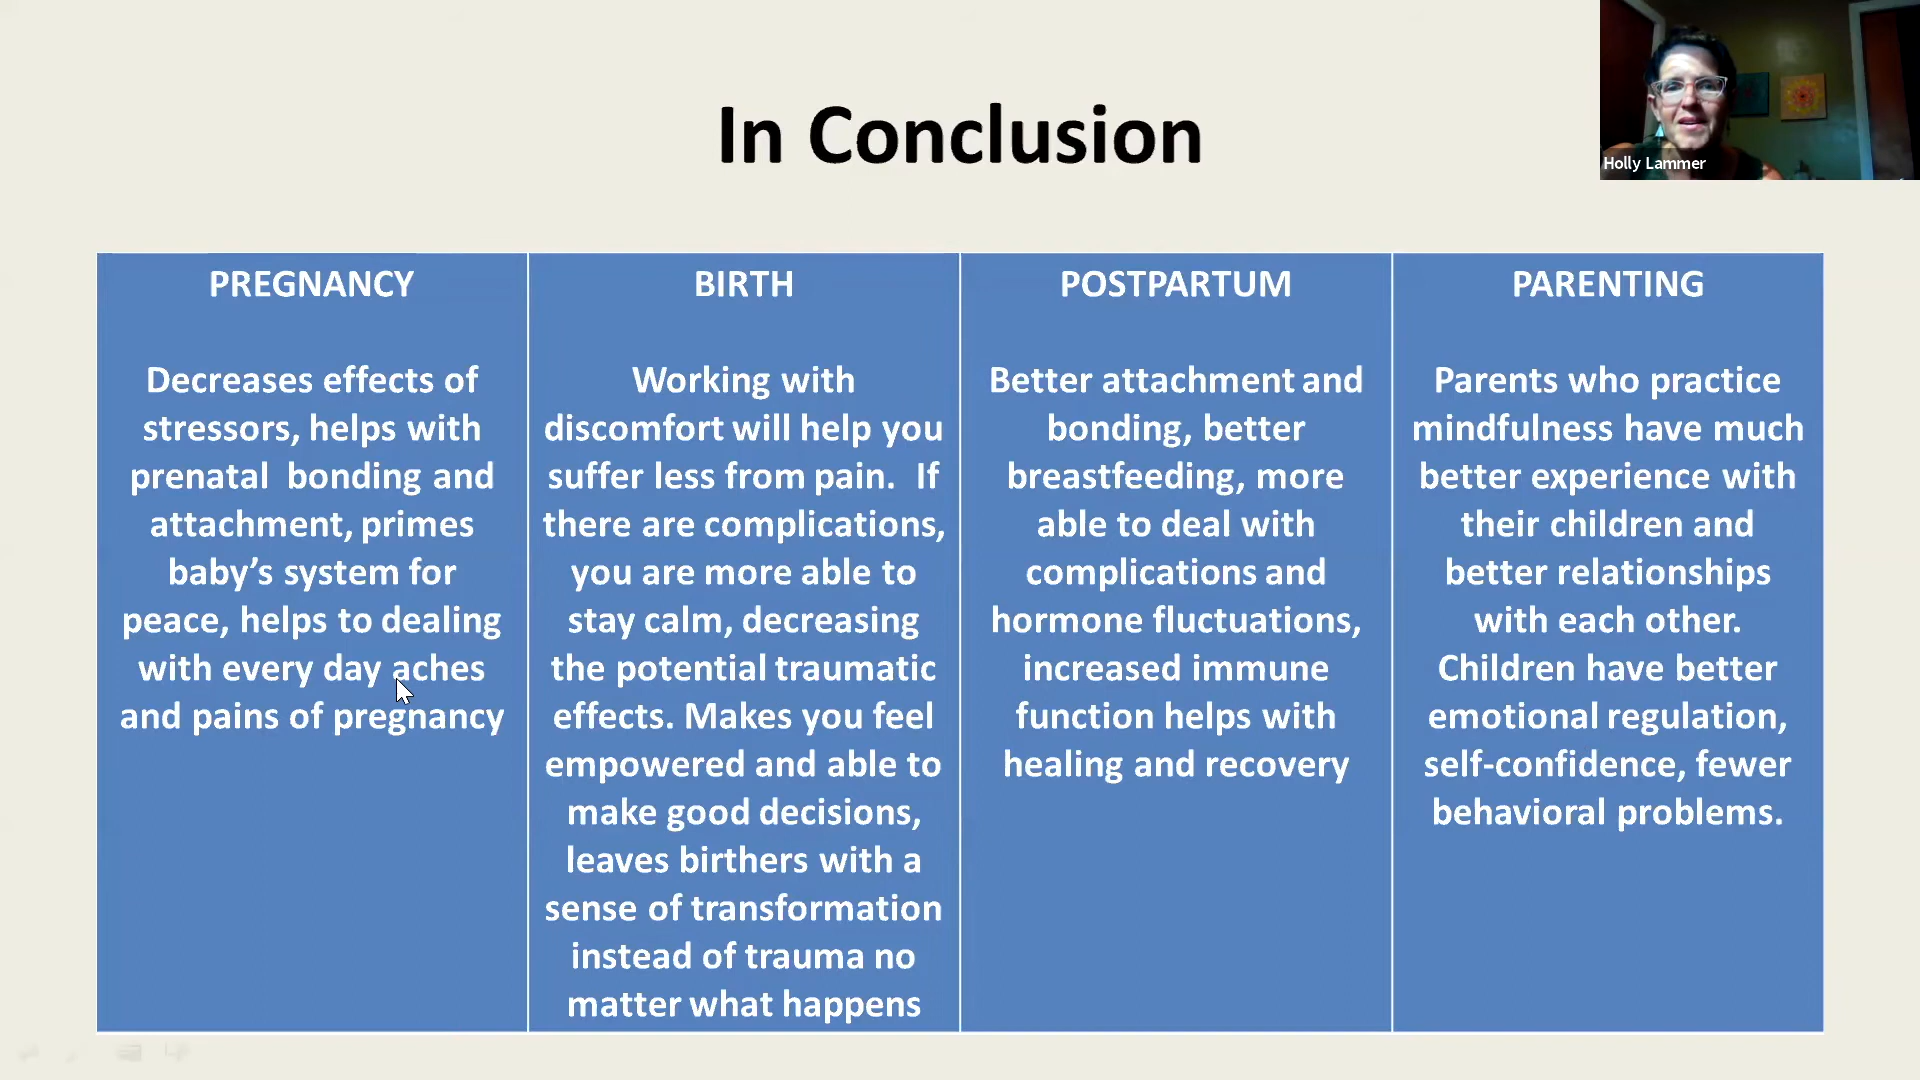 In Conclusion
Holly Lammer
PREGNANCY
Decreases effects of
stressors, helps with
prenatal  bonding and
attachment, primes
baby’s system for
peace, helps to dealing
with every day aches
and pains of pregnancy
BIRTH
Working with
discomfort will help you
suffer less from pain.  If
there are complications,
you are more able to
stay calm, decreasing
the potential traumatic
effects. Makes you feel
empowered and able to
make good decisions,
leaves birthers with a
sense of transformation
instead of trauma no
matter what happens
POSTPARTUM
Better attachment and
bonding, better
breastfeeding, more
able to deal with
complications and
hormone fluctuations,
increased immune
function helps with
healing and recovery
PARENTING
Parents who practice
mindfulness have much
better experience with
their children and
better relationships
with each other.
Children have better
emotional regulation,
self-confidence, fewer
behavioral problems.